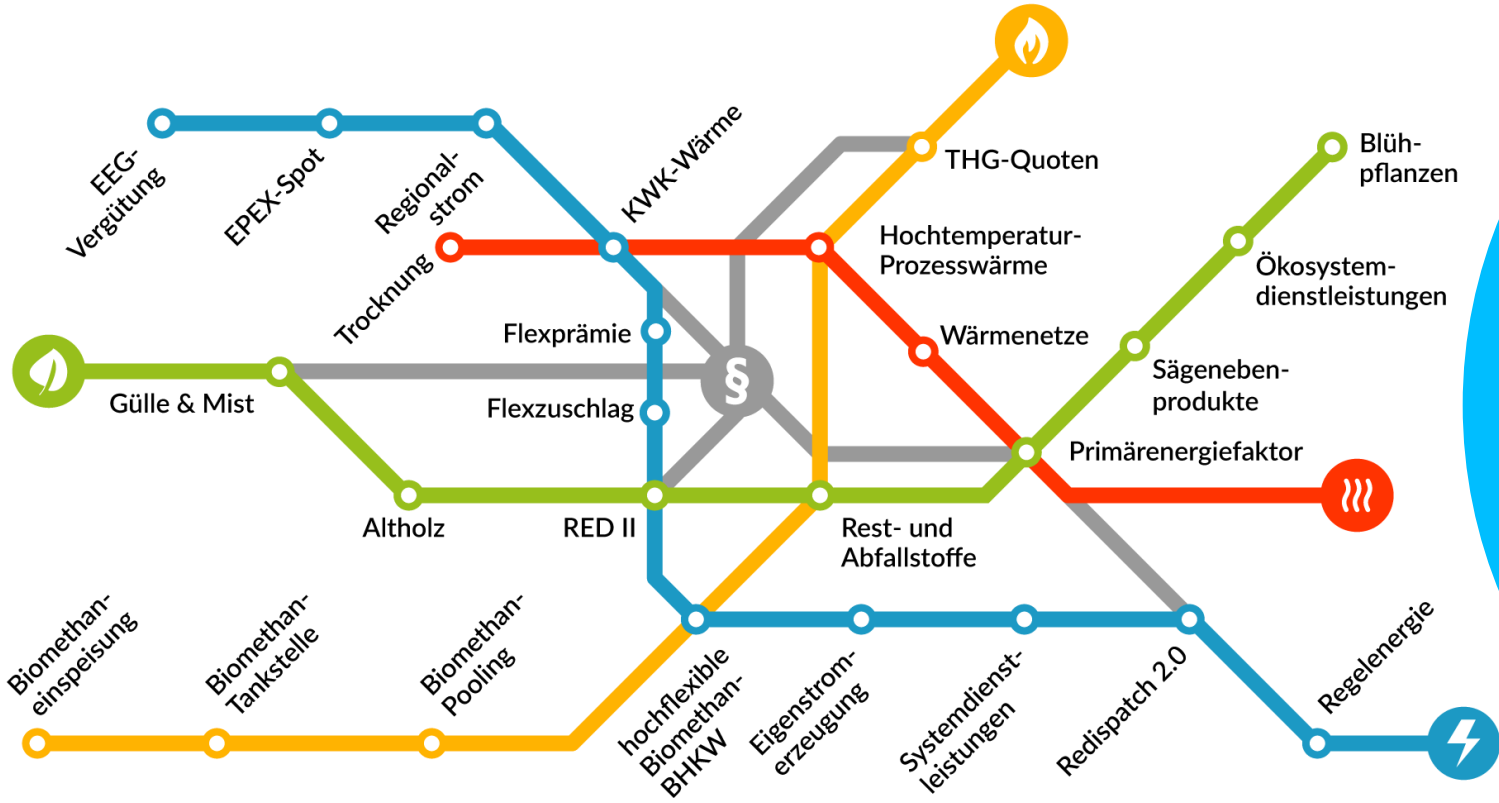 EEG-
Vergütung
EPEX-Spot
Regional-
strom
KWK-Wärme
THG-Quoten
Blüh-
pflanzen
Trocknung
Hochtemperatur-
Prozesswärme
Ökosystem-
dienstleistungen
Flexprämie
Wärmenetze
§
Gülle & Mist
Flexzuschlag
Sägeneben-
produkte
Primärenergiefaktor
Altholz
RED II
Rest- und
Abfallstoffe
Biomethan-
einspeisung
Biomethan-
Tankstelle
Biomethan-
Pooling
hochflexible
Biomethan-
BHKW
Eigenstrom-
erzeugung
Systemdienst-
leistungen
Redispatch 2.0
Regelenergie